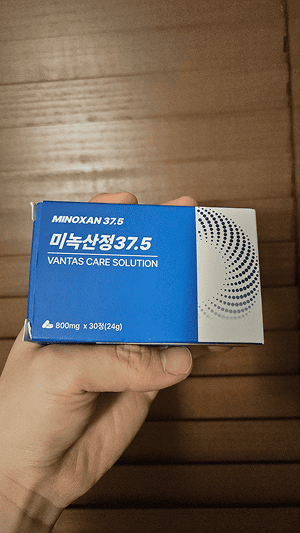 MINOXAN 37.5
미녹산정37.5
VANTAS CARE SOLUTION
800mg x 30정(24g)